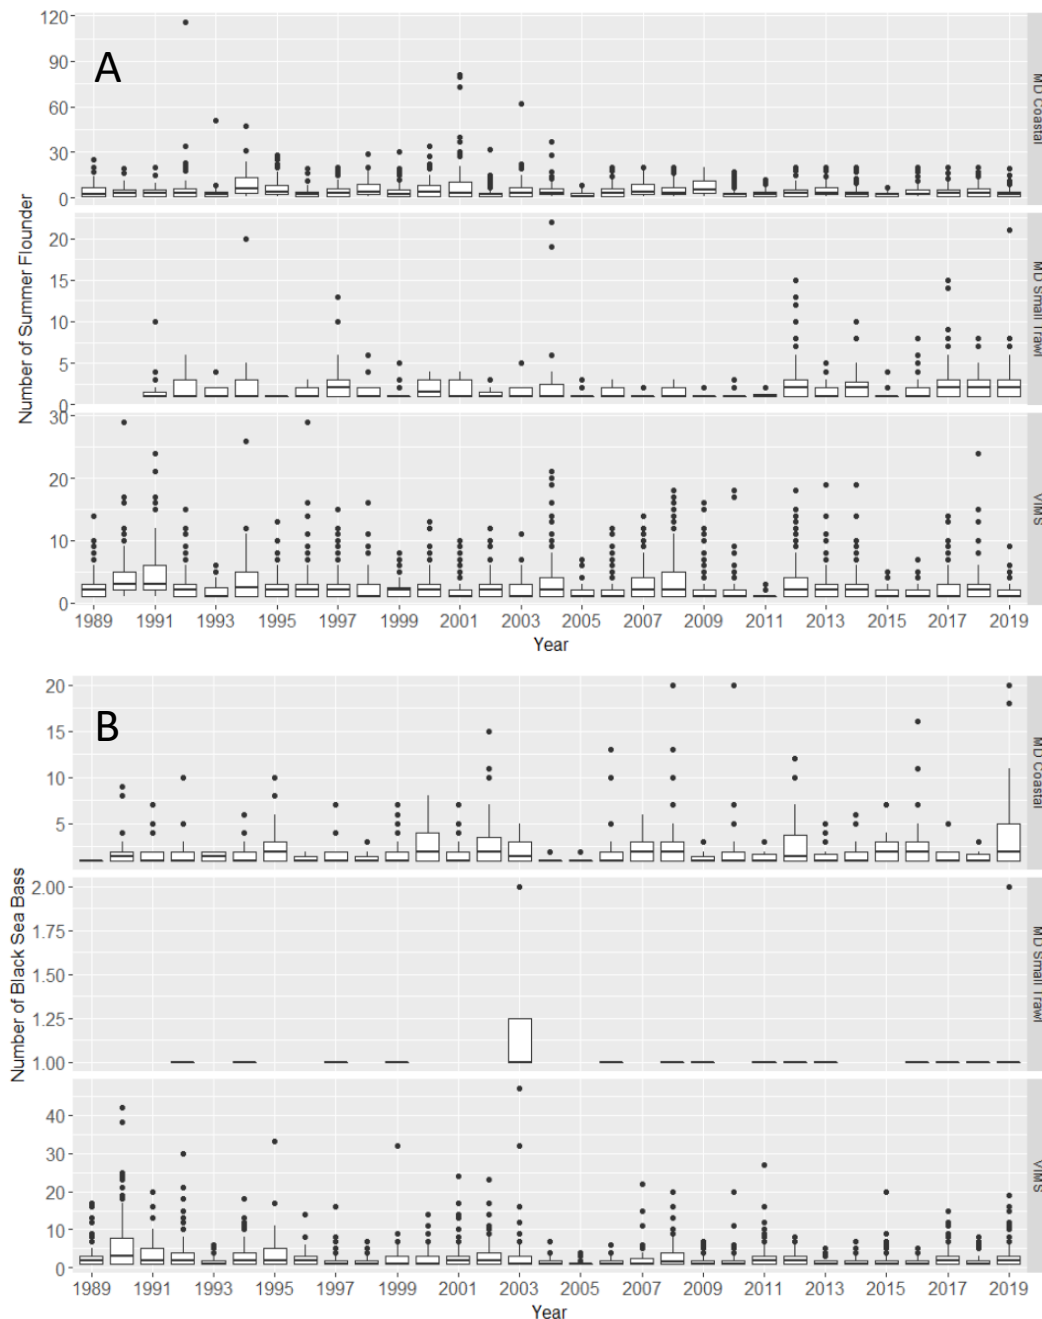 A
120
90
60
30
0
MD Coastal
Number of Summer Flounder
20
15
10
5
0
MD Small Trawl
30
20
10
0
VIMS
1989 1991 1993 1995 1997 1999 2001 2003 2005 2007 2009 2011 2013 2015 2017 2019
Year
B
20
15
10
5
MD Coastal
Number of Black Sea Bass
2.00
1.75
1.50
1.25
1.00
MD Small Trawl
40
30
20
10
0
VIMS
1989 1991 1993 1995 1997 1999 2001 2003 2005 2007 2009 2011 2013 2015 2017 2019
Year